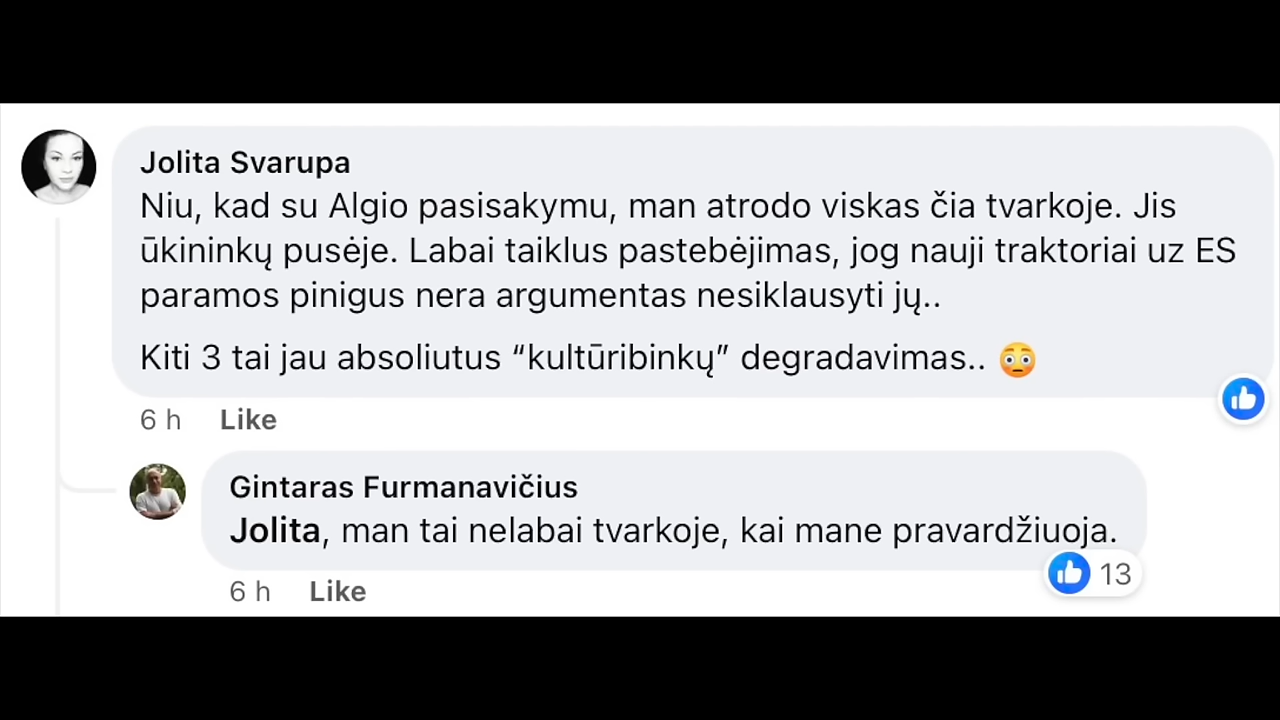 Jolita Svarupa
Niu, kad su Algio pasisakymu, man atrodo viskas čia tvarkoje. Jis
ūkininkų pusėje. Labai taiklus pastebėjimas, jog nauji traktoriai uz ES
paramos pinigus nera argumentas nesiklausyti jų..
Kiti 3 tai jau absoliutus “kultūribinkų” degradavimas.. 😳
6 h Like
Gintaras Furmanavičius
Jolita, man tai nelabai tvarkoje, kai mane pravardžiuoja.
13
6 h Like